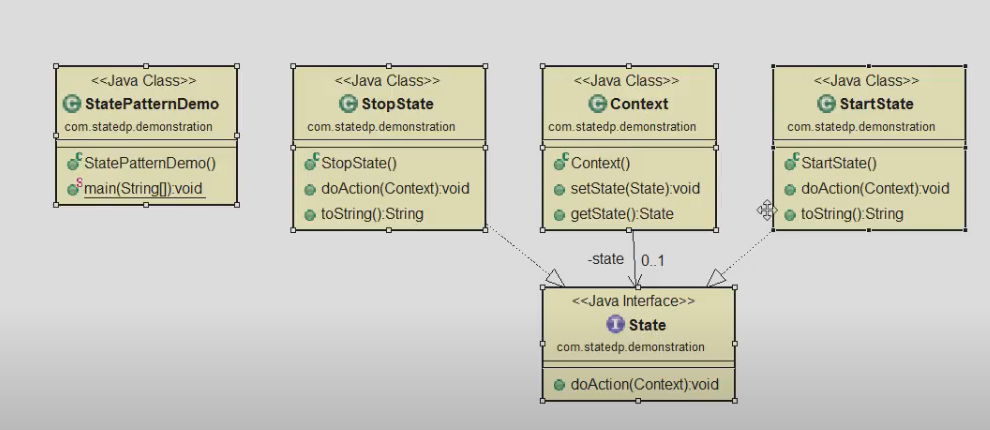 <<Java Class>>
C StatePatternDemo
com.statedp.demonstration
C StatePatternDemo()
S main(String[]):void
<<Java Class>>
C StopState
com.statedp.demonstration
C StopState()
doAction(Context):void
toString():String
<<Java Class>>
C Context
com.statedp.demonstration
C Context()
setState(State):void
getState():State
<<Java Class>>
C StartState
com.statedp.demonstration
C StartState()
doAction(Context):void
toString():String
-state 0..1
<<Java Interface>>
I State
com.statedp.demonstration
doAction(Context):void